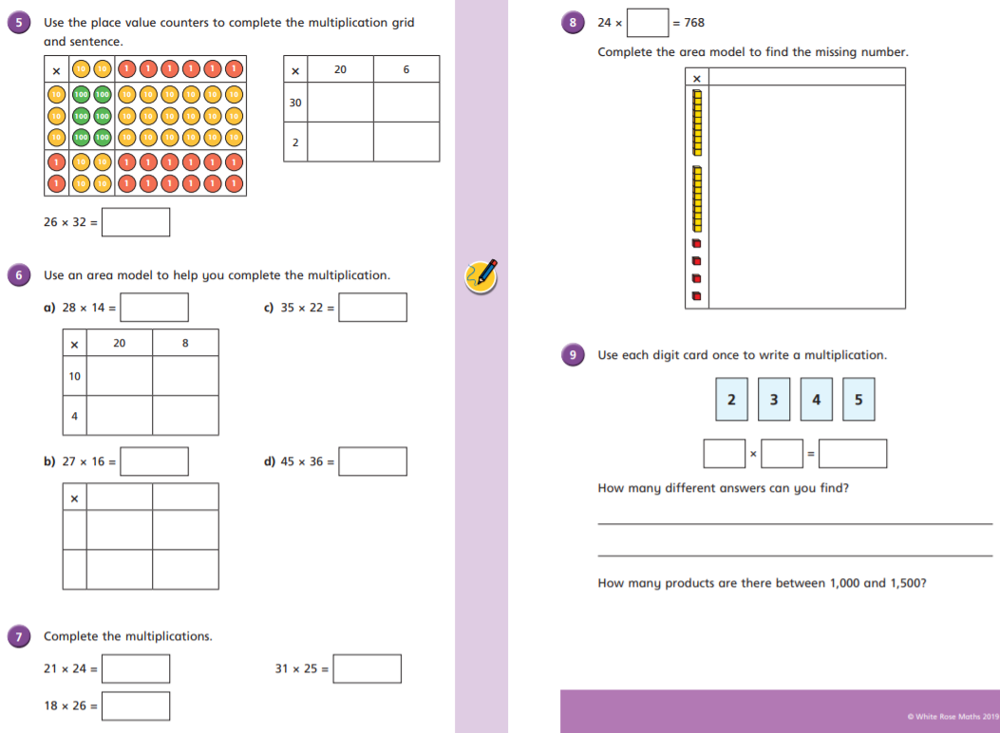 5 Use the place value counters to complete the multiplication grid
and sentence.
× 10 10 1 1 1 1 1 1
10 100 100 10 10 10 10 10 10
10 100 100 10 10 10 10 10 10
10 100 100 10 10 10 10 10 10
1 10 10 1 1 1 1 1 1
1 10 10 1 1 1 1 1 1
× 20 6
30
2
26 × 32 =
6 Use an area model to help you complete the multiplication.
a) 28 × 14 =
× 20 8
10
4
b) 27 × 16 =
×
c) 35 × 22 =
d) 45 × 36 =
7 Complete the multiplications.
21 × 24 =
31 × 25 =
18 × 26 =
8 24 × = 768
Complete the area model to find the missing number.
×
9 Use each digit card once to write a multiplication.
2 3 4 5
× =
How many different answers can you find?
How many products are there between 1,000 and 1,500?
© White Rose Maths 2019